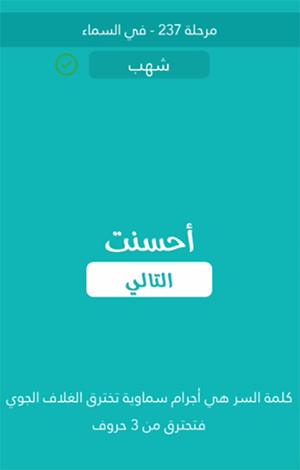 مرحلة 237 - في السماء
شهب
أحسنت
التالي
كلمة السر هي أجرام سماوية تخترق الغلاف الجوي
فتحترق من 3 حروف